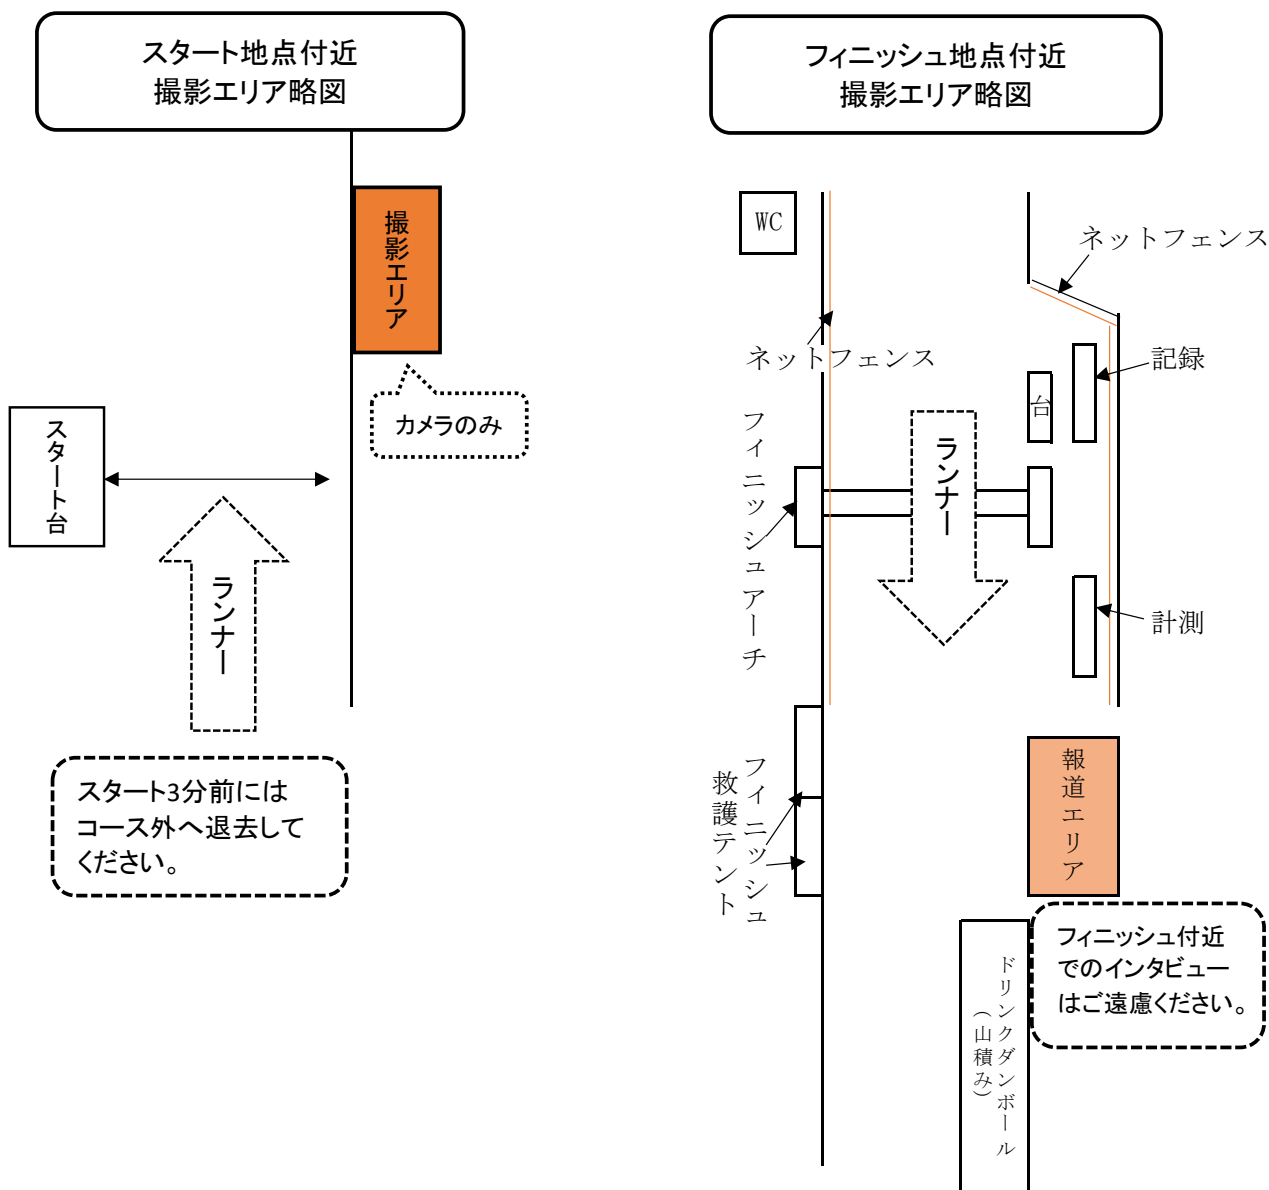 スタート地点付近
撮影エリア略図
撮影エリア
カメラのみ
スタート台
ランナー
スタート3分前には
コース外へ退去して
ください。
フィニッシュ地点付近
撮影エリア略図
WC
ネットフェンス
ネットフェンス
記録
台
フィニッシュアーチ
ランナー
計測
フィニッシュ
救護テント
報道エリア
フィニッシュ付近
でのインタビュー
はご遠慮ください。
ドリンクダンボール
（山積み）